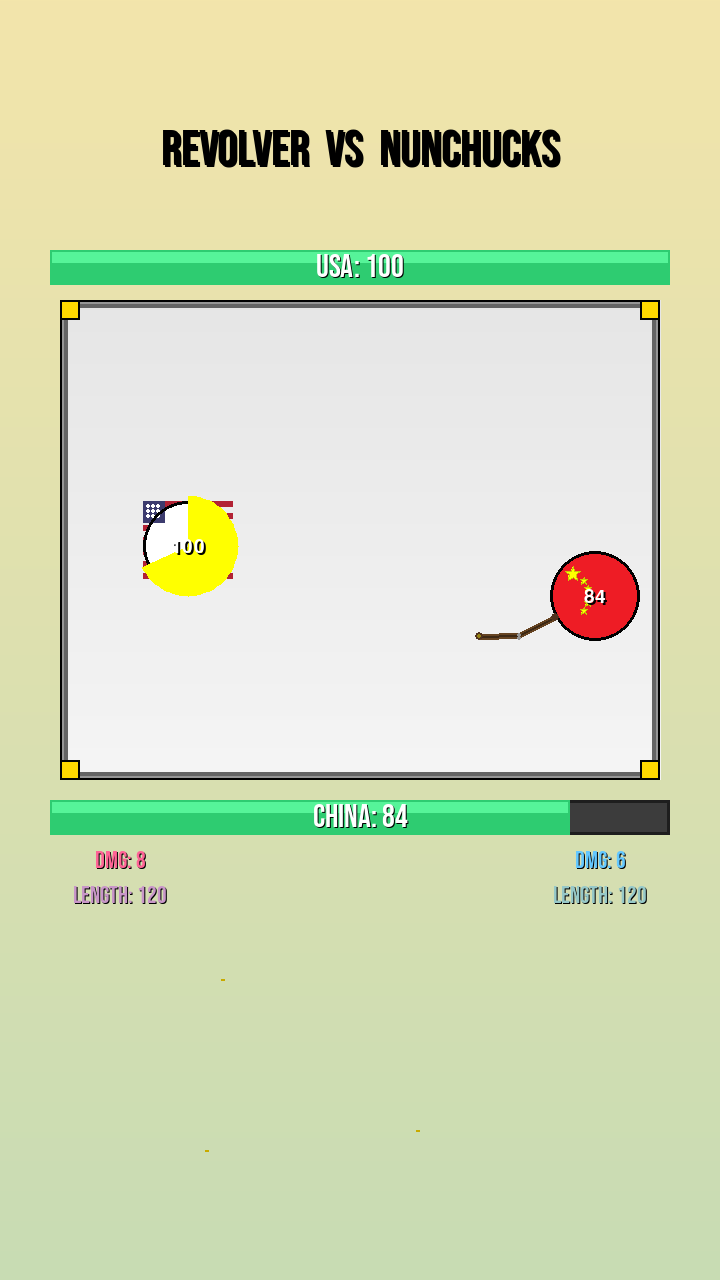 REVOLVER VS NUNCHUCKS
USA: 100
100
84
CHINA: 84
DMG: 8
DMG: 6
LENGTH: 120
LENGTH: 120